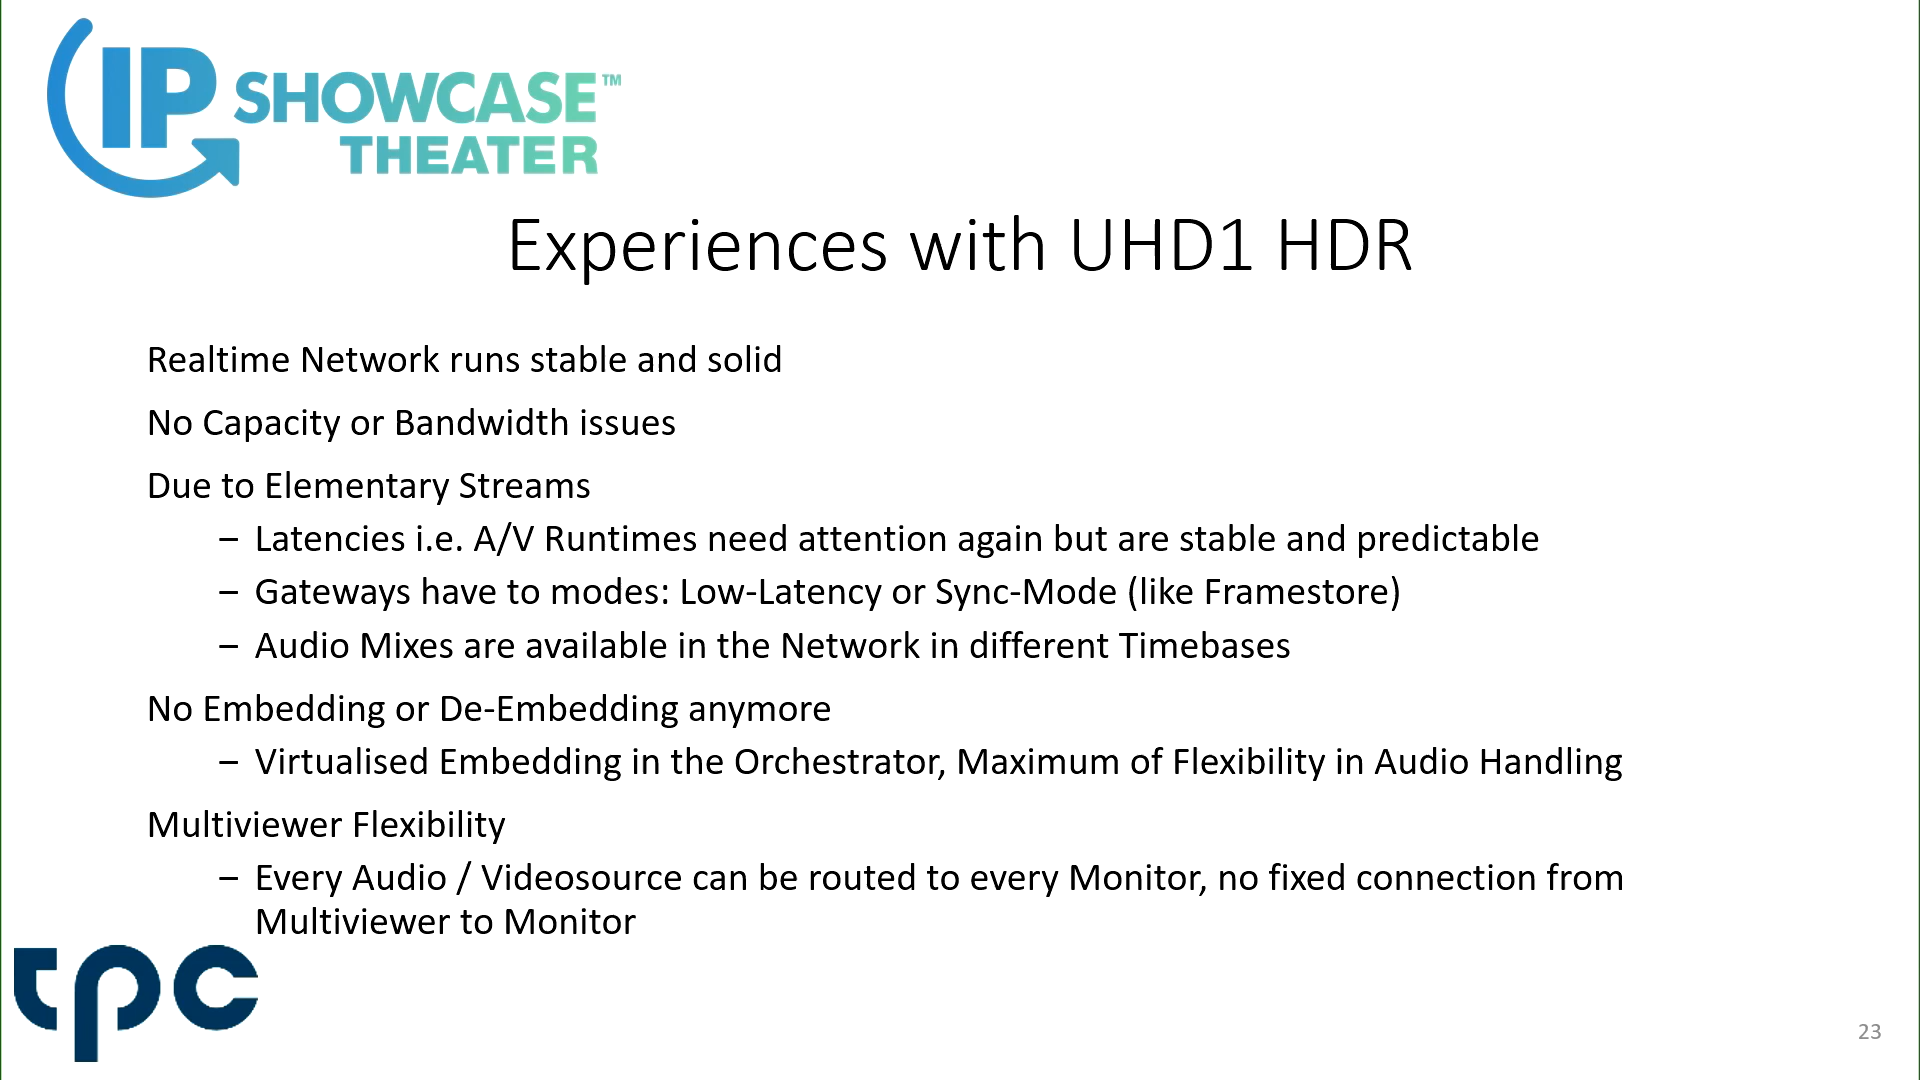 IP SHOWCASE™
THEATER
Experiences with UHD1 HDR
Realtime Network runs stable and solid
No Capacity or Bandwidth issues
Due to Elementary Streams
– Latencies i.e. A/V Runtimes need attention again but are stable and predictable
– Gateways have to modes: Low-Latency or Sync-Mode (like Framestore)
– Audio Mixes are available in the Network in different Timebases
No Embedding or De-Embedding anymore
– Virtualised Embedding in the Orchestrator, Maximum of Flexibility in Audio Handling
Multiviewer Flexibility
– Every Audio / Videosource can be routed to every Monitor, no fixed connection from
Multiviewer to Monitor
tpc
23